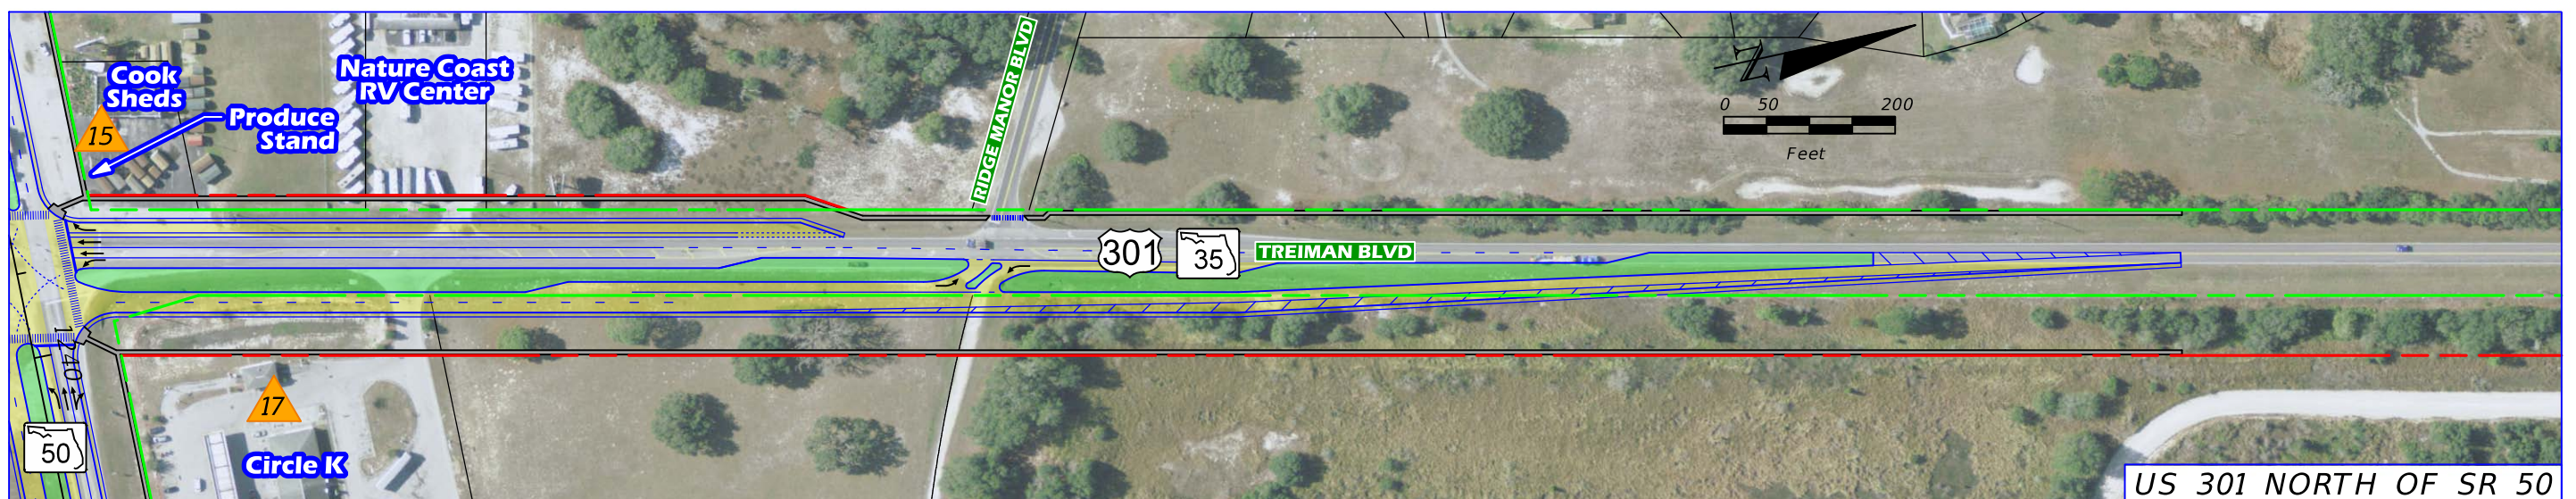 Cook
Sheds
15
Produce
Stand
Nature Coast
RV Center
RIDGE MANOR BLVD
N
0 50 200
Feet
301
35
TREIMAN BLVD
1240
50
17
Circle K
US 301 NORTH OF SR 50